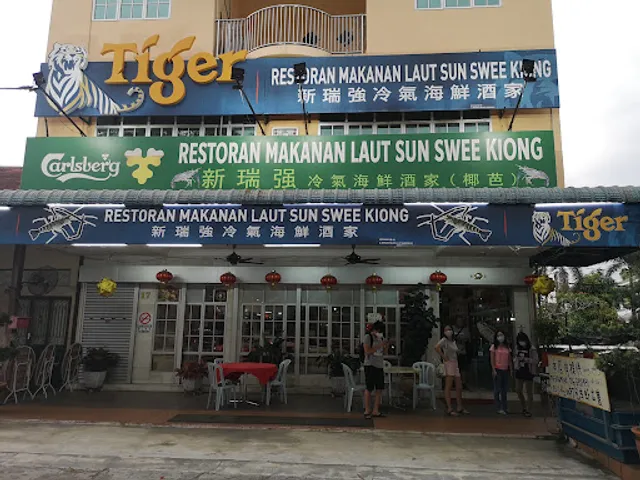 Tiger
RESTORAN MAKANAN LAUT SUN SWEE KIONG
新瑞強冷氣海鮮酒家
Carlsberg
RESTORAN MAKANAN LAUT SUN SWEE KIONG
新瑞强 冷氣海鮮酒家（椰芭）
RESTORAN MAKANAN LAUT SUN SWEE KIONG
新瑞強冷氣海鮮酒家
Tiger
17